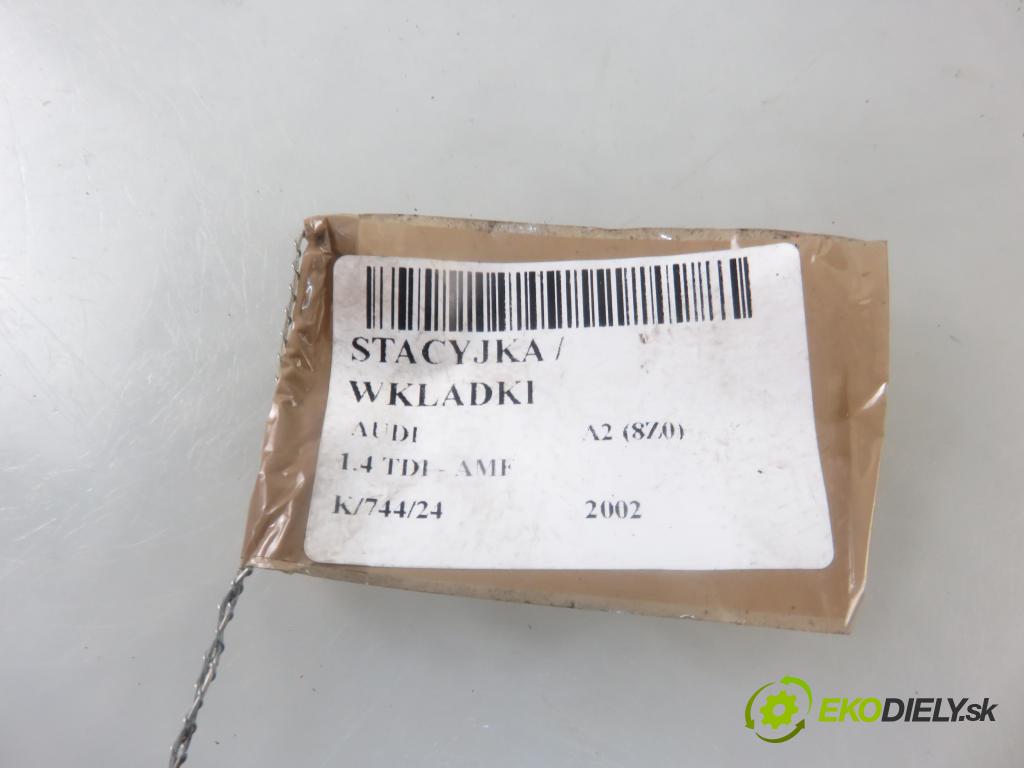 STACYJKA /
WKLADKI
AUDI A2 (8Z0)
1.4 TDI - AMF
K/744/24 2002
EKODIELY.sk